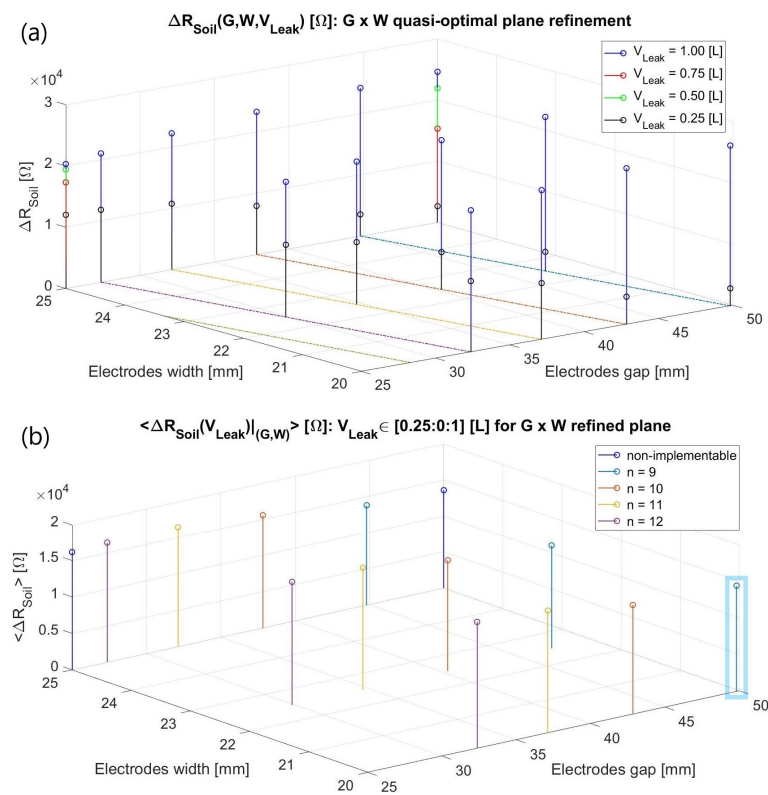 (a)
ΔR_Soil(G,W,V_Leak) [Ω]: G x W quasi-optimal plane refinement
×10^4
3
2
1
0
ΔR_Soil [Ω]
V_Leak = 1.00 [L]
V_Leak = 0.75 [L]
V_Leak = 0.50 [L]
V_Leak = 0.25 [L]
25
24
23
22
21
20
Electrodes width [mm]
25
30
35
40
45
50
Electrodes gap [mm]
(b)
<ΔR_Soil(V_Leak)|_(G,W)> [Ω]: V_Leak ∈ [0.25:0:1] [L] for G x W refined plane
×10^4
2
1.5
1
0.5
0
<ΔR_Soil> [Ω]
non-implementable
n = 9
n = 10
n = 11
n = 12
25
24
23
22
21
20
Electrodes width [mm]
25
30
35
40
45
50
Electrodes gap [mm]